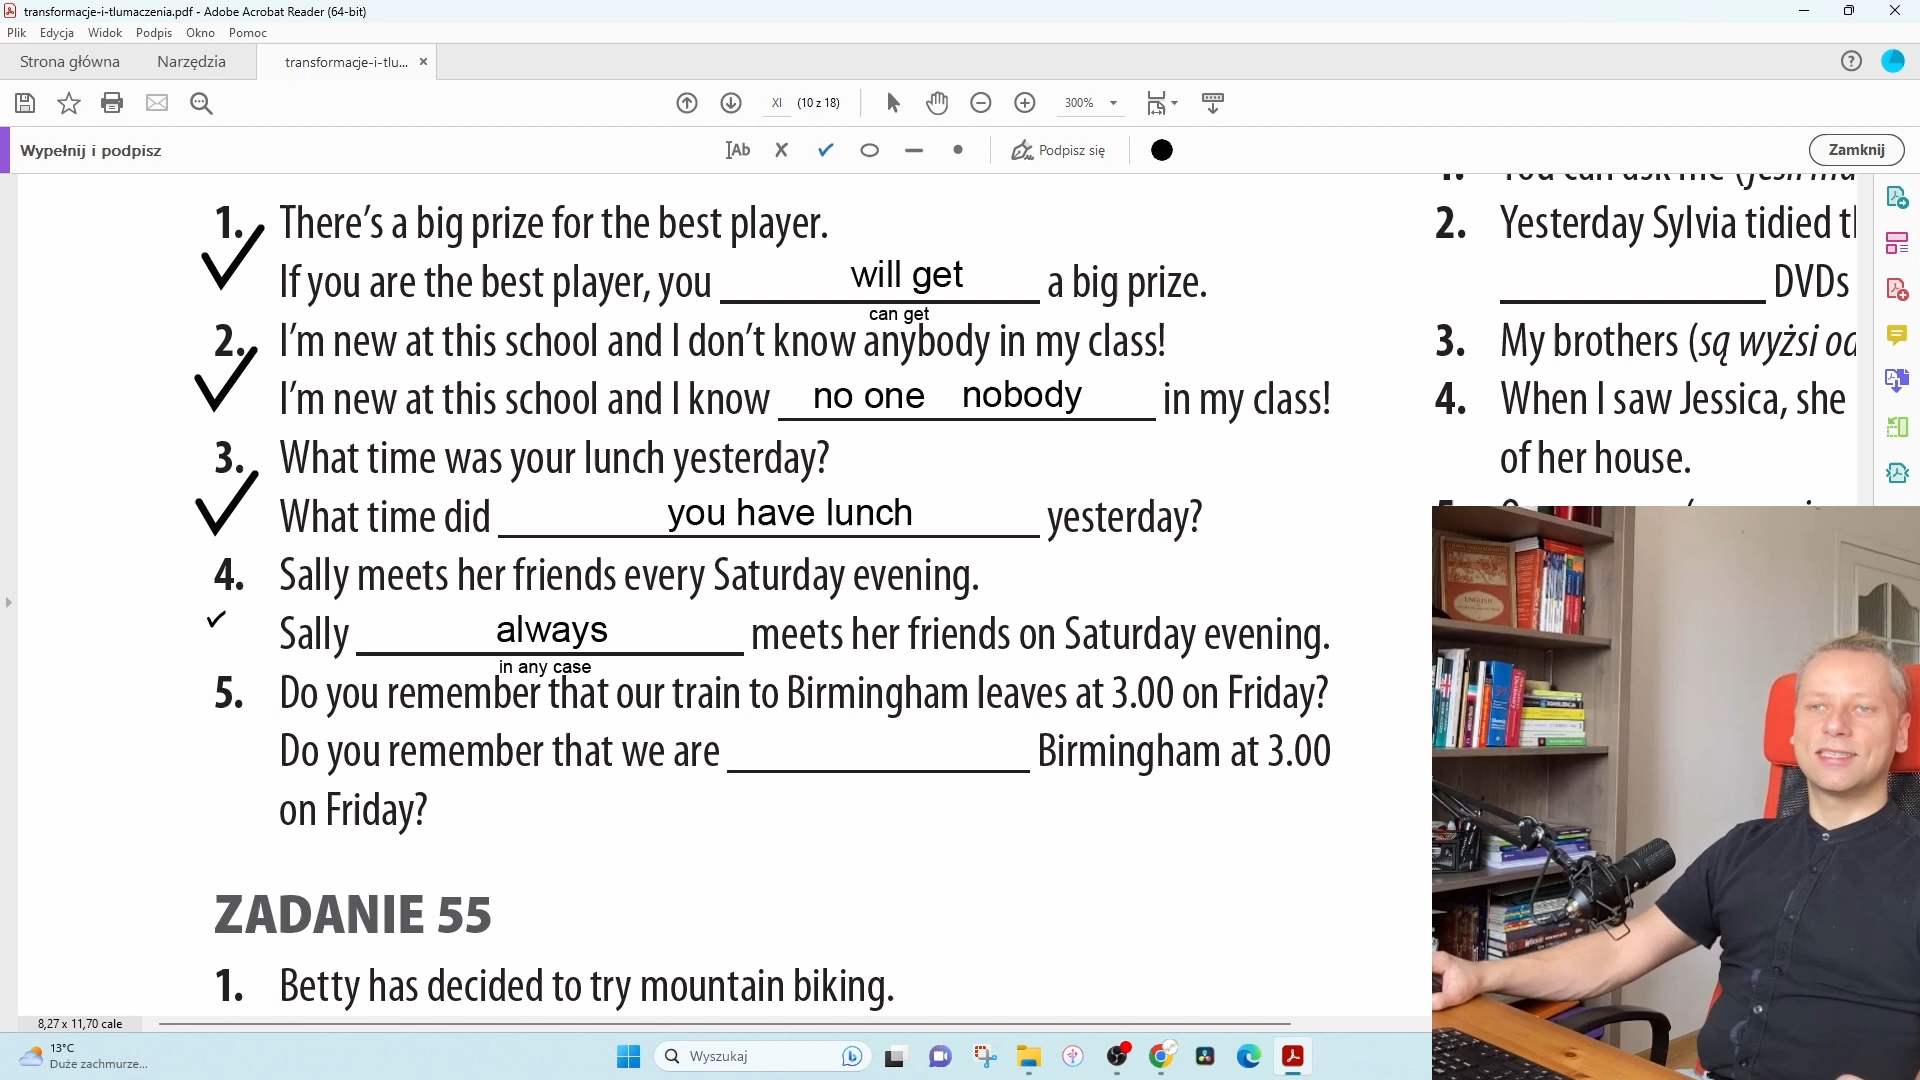 transformacje-i-tlumaczenia.pdf - Adobe Acrobat Reader (64-bit)
Plik Edycja Widok Podpis Okno Pomoc
Strona główna Narzędzia transformacje-i-tlu...
XI (10 z 18) 300%
Wypełnij i podpisz Podpisz się Zamknij
1. There's a big prize for the best player.
If you are the best player, you will get a big prize.
can get
2. I'm new at this school and I don't know anybody in my class!
I'm new at this school and I know no one nobody in my class!
3. What time was your lunch yesterday?
What time did you have lunch yesterday?
4. Sally meets her friends every Saturday evening.
Sally always meets her friends on Saturday evening.
in any case
5. Do you remember that our train to Birmingham leaves at 3.00 on Friday?
Do you remember that we are ____ Birmingham at 3.00
on Friday?
ZADANIE 55
1. Betty has decided to try mountain biking.
2. Yesterday Sylvia tidied
DVDs
3. My brothers (są wyżsi
4. When I saw Jessica, she
of her house.
8,27 x 11,70 cale
13°C
Duże zachmurze...
Wyszukaj